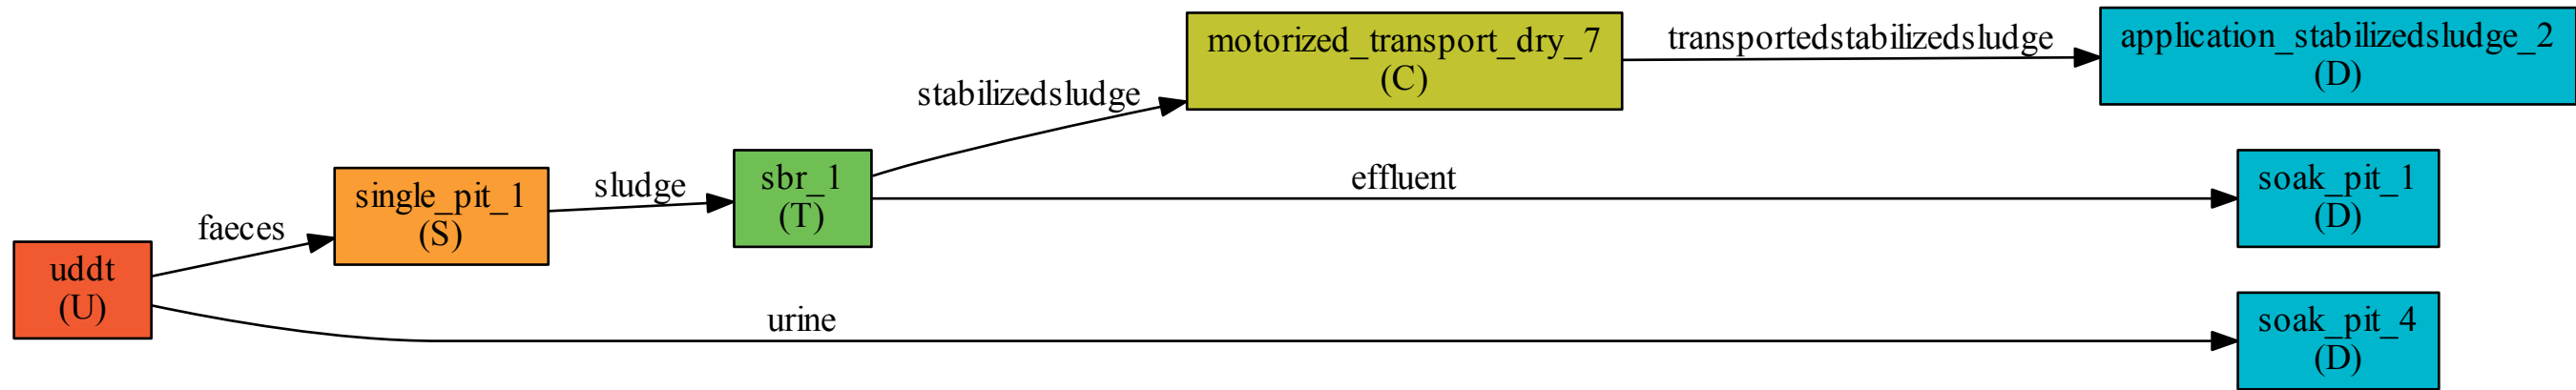 motorized_transport_dry_7
(C)
transportedstabilizedsludge
application_stabilizedsludge_2
(D)
stabilizedsludge
single_pit_1
(S)
sludge
sbr_1
(T)
effluent
soak_pit_1
(D)
faeces
uddt
(U)
urine
soak_pit_4
(D)